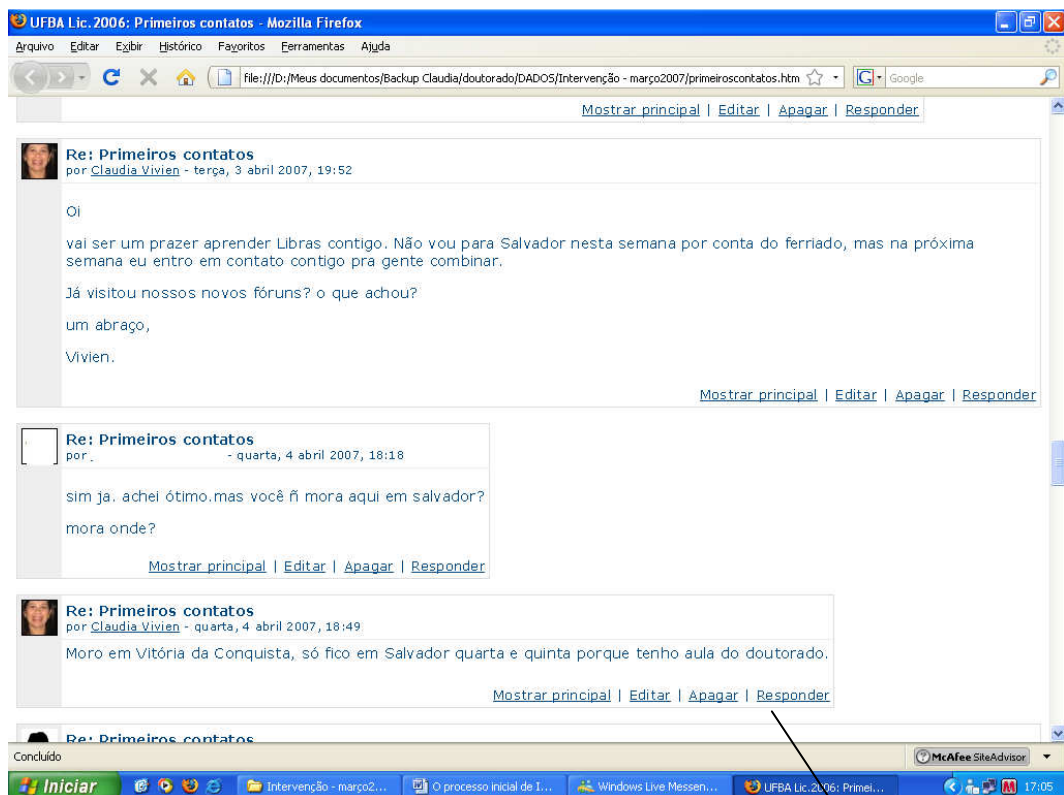 UFBA Lic.2006: Primeiros contatos - Mozilla Firefox
Arquivo Editar Exibir Histórico Favoritos Ferramentas Ajuda
file:///D:/Meus documentos/Backup Claudia/doutorado/DADOS/Intervenção - março2007/primeiroscontatos.htm
G Google
Mostrar principal | Editar | Apagar | Responder
Re: Primeiros contatos
por Claudia Vivien - terça, 3 abril 2007, 19:52
Oi
vai ser um prazer aprender Libras contigo. Não vou para Salvador nesta semana por conta do ferriado, mas na próxima
semana eu entro em contato contigo pra gente combinar.
Já visitou nossos novos fóruns? o que achou?
um abraço,
Vivien.
Mostrar principal | Editar | Apagar | Responder
Re: Primeiros contatos
por - quarta, 4 abril 2007, 18:18
sim ja. achei ótimo.mas você ñ mora aqui em salvador?
mora onde?
Mostrar principal | Editar | Apagar | Responder
Re: Primeiros contatos
por Claudia Vivien - quarta, 4 abril 2007, 18:49
Moro em Vitória da Conquista, só fico em Salvador quarta e quinta porque tenho aula do doutorado.
Mostrar principal | Editar | Apagar | Responder
Re: Primeiros contatos
Concluído
McAfee SiteAdvisor
Iniciar
Intervenção - março2...
O processo inicial de I...
Windows Live Messen...
UFBA Lic.2006: Primei...
17:05